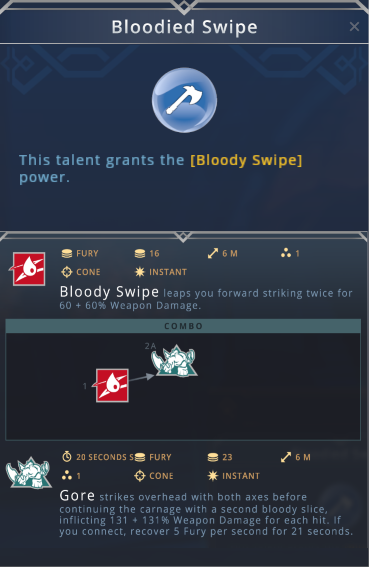 Bloodied Swipe
This talent grants the [Bloody Swipe]
power.
FURY 16 6 M 1
CONE INSTANT
Bloody Swipe leaps you forward striking twice for
60 + 60% Weapon Damage.
COMBO
2A
1
20 SECONDS S FURY 23 6 M
1 CONE INSTANT
Gore strikes overhead with both axes before
continuing the carnage with a second bloody slice,
inflicting 131 + 131% Weapon Damage for each hit. If
you connect, recover 5 Fury per second for 21 seconds.